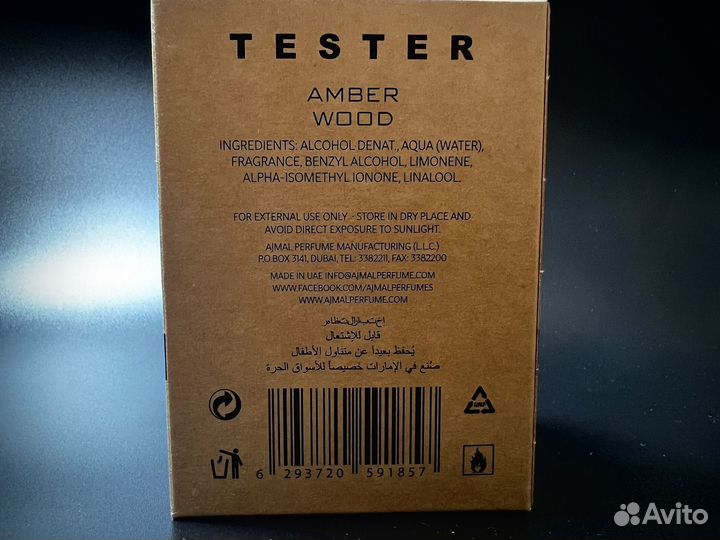 TESTER
AMBER
WOOD
INGREDIENTS: ALCOHOL DENAT., AQUA (WATER),
FRAGRANCE, BENZYL ALCOHOL, LIMONENE,
ALPHA-ISOMETHYL IONONE, LINALOOL.
FOR EXTERNAL USE ONLY - STORE IN DRY PLACE AND
AVOID DIRECT EXPOSURE TO SUNLIGHT.
AJMAL PERFUME MANUFACTURING (L.L.C.)
P.O.BOX 3141, DUBAI, TEL: 3382211, FAX: 3382200
MADE IN UAE INFO@AJMALPERFUME.COM
WWW.FACEBOOK.COM/AJMALPERFUMES
WWW.AJMALPERFUME.COM
قابل للإشتعال
يُحفظ بعيداً عن متناول الأطفال
صُنع في الإمارات خصيصاً للأسواق الحرة
6 293720 591857
Avito